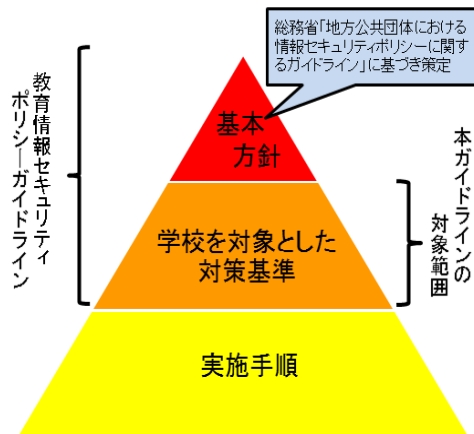 総務省「地方公共団体における
情報セキュリティポリシーに関す
るガイドライン」に基づき策定
基本
方針
学校を対象とした
対策基準
実施手順
教育情報セキュリティ
ポリシーガイドライン
本ガイドラインの
対象範囲